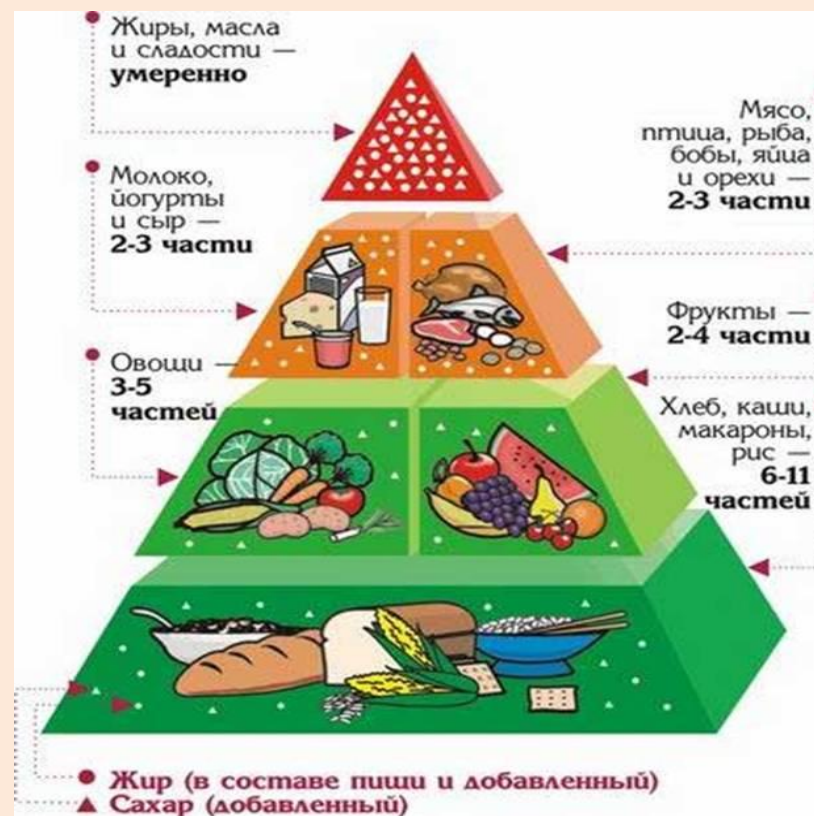 Жиры, масла
и сладости —
умеренно
Молоко,
йогурты
и сыр —
2-3 части
Овощи —
3-5
частей
Мясо,
птица, рыба,
бобы, яйца
и орехи —
2-3 части
Фрукты —
2-4 части
Хлеб, каши,
макароны,
рис —
6-11
частей
Жир (в составе пищи и добавленный)
Сахар (добавленный)